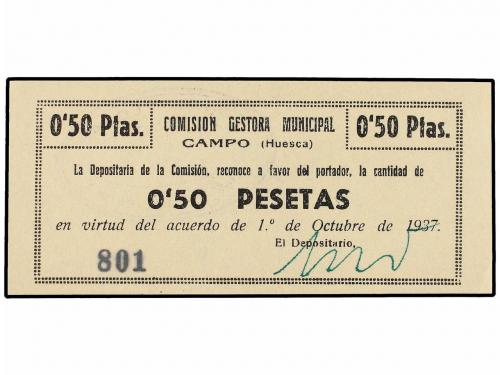 0'50 Ptas. COMISION GESTORA MUNICIPAL 0'50 Ptas.
CAMPO (Huesca)
La Depositaria de la Comisión, reconoce a favor del portador, la cantidad de
0'50 PESETAS
en virtud del acuerdo de 1.º de Octubre de 1937.
El Depositario,
801